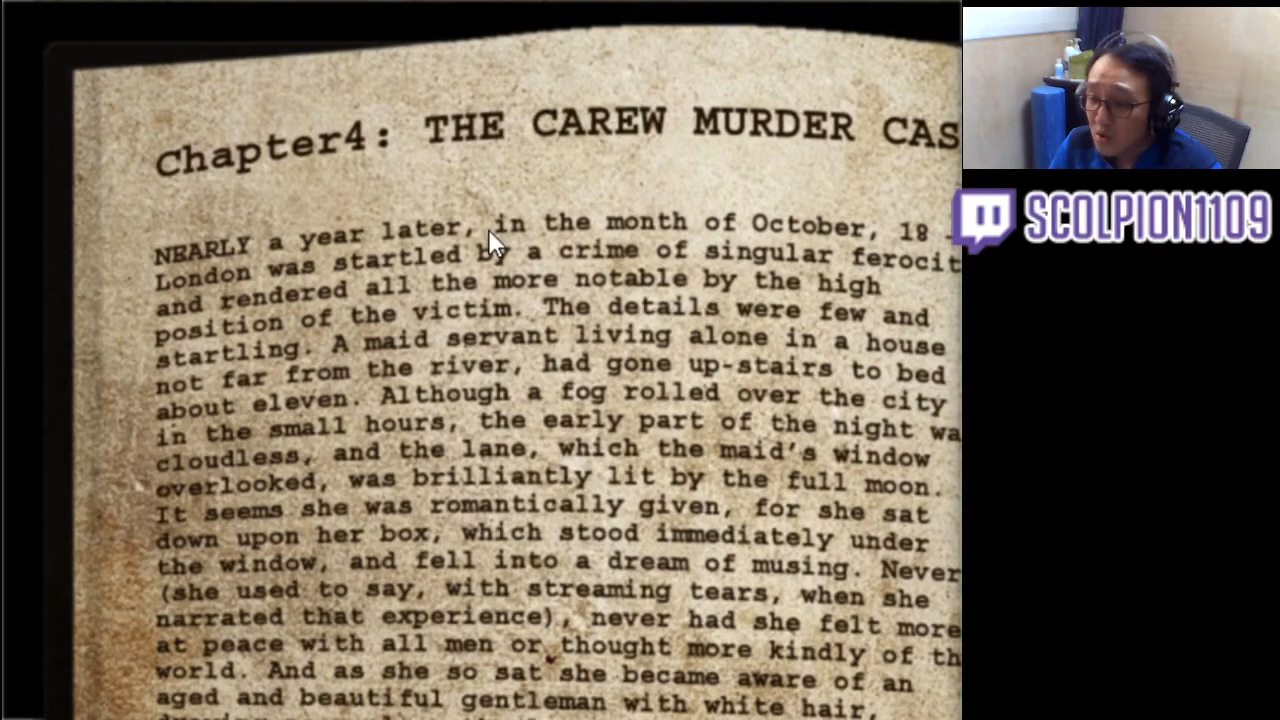 Chapter4: THE CAREW MURDER CAS
NEARLY a year later, in the month of October, 18
London was startled by a crime of singular ferocit
and rendered all the more notable by the high
position of the victim. The details were few and
startling. A maid servant living alone in a house
not far from the river, had gone up-stairs to bed
about eleven. Although a fog rolled over the city
in the small hours, the early part of the night wa
cloudless, and the lane, which the maid's window
overlooked, was brilliantly lit by the full moon.
It seems she was romantically given, for she sat
down upon her box, which stood immediately under
the window, and fell into a dream of musing. Never
(she used to say, with streaming tears, when she
narrated that experience), never had she felt more
at peace with all men or thought more kindly of th
world. And as she so sat she became aware of an
aged and beautiful gentleman with white hair,
SCOLPION1109